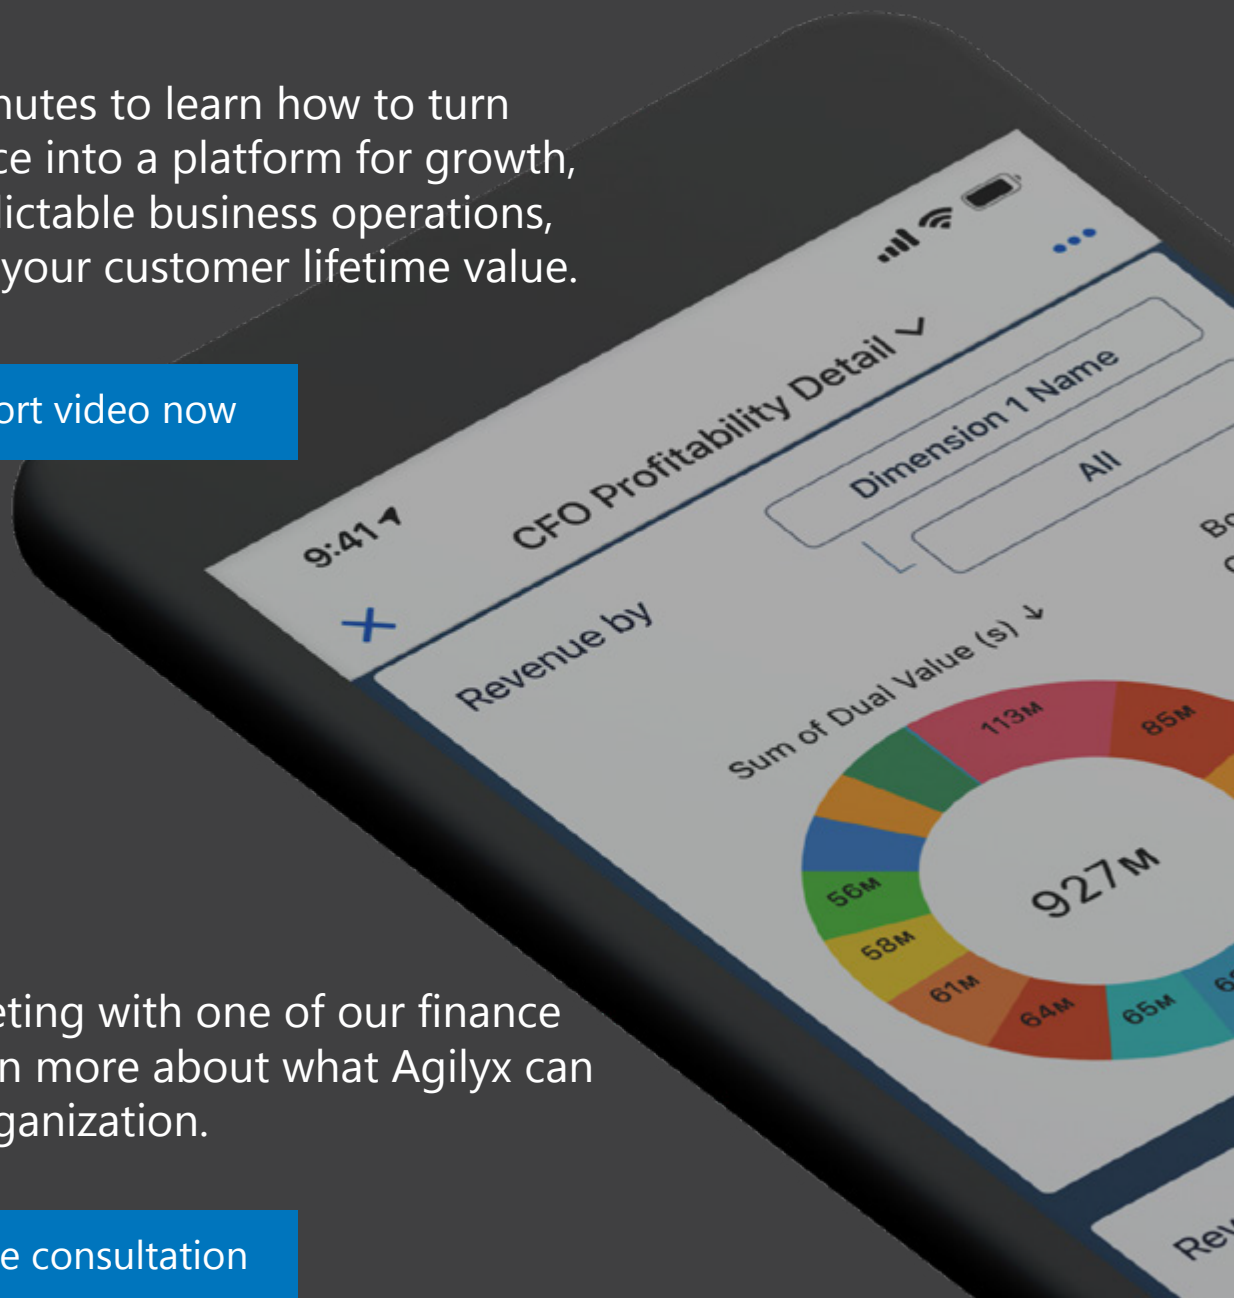 nutes to learn how to turn
ce into a platform for growth,
dictable business operations,
your customer lifetime value.
ort video now
9:41
CFO Profitability Detail
Dimension 1 Name
All
Revenue by
Sum of Dual Value (s) ↓
113M
85M
56M
58M
61M
64M
65M
927M
eting with one of our finance
n more about what Agilyx can
ganization.
e consultation